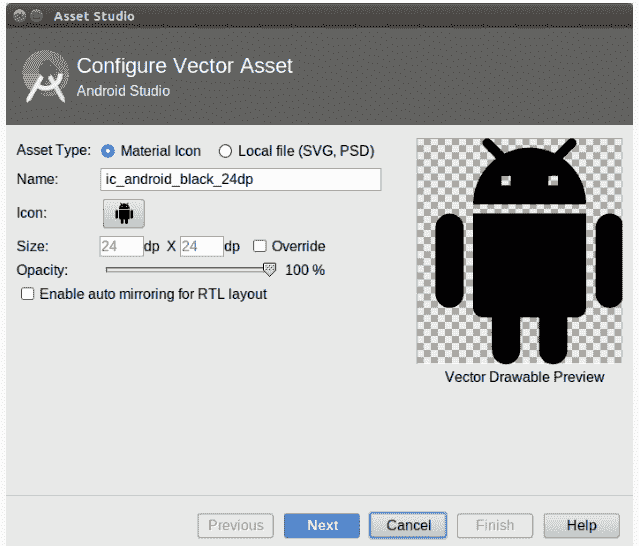 Asset Studio
Configure Vector Asset
Android Studio
Asset Type: Material Icon Local file (SVG, PSD)
Name: ic_android_black_24dp
Icon:
Size: 24 dp X 24 dp Override
Opacity: 100 %
Enable auto mirroring for RTL layout
Vector Drawable Preview
Previous Next Cancel Finish Help